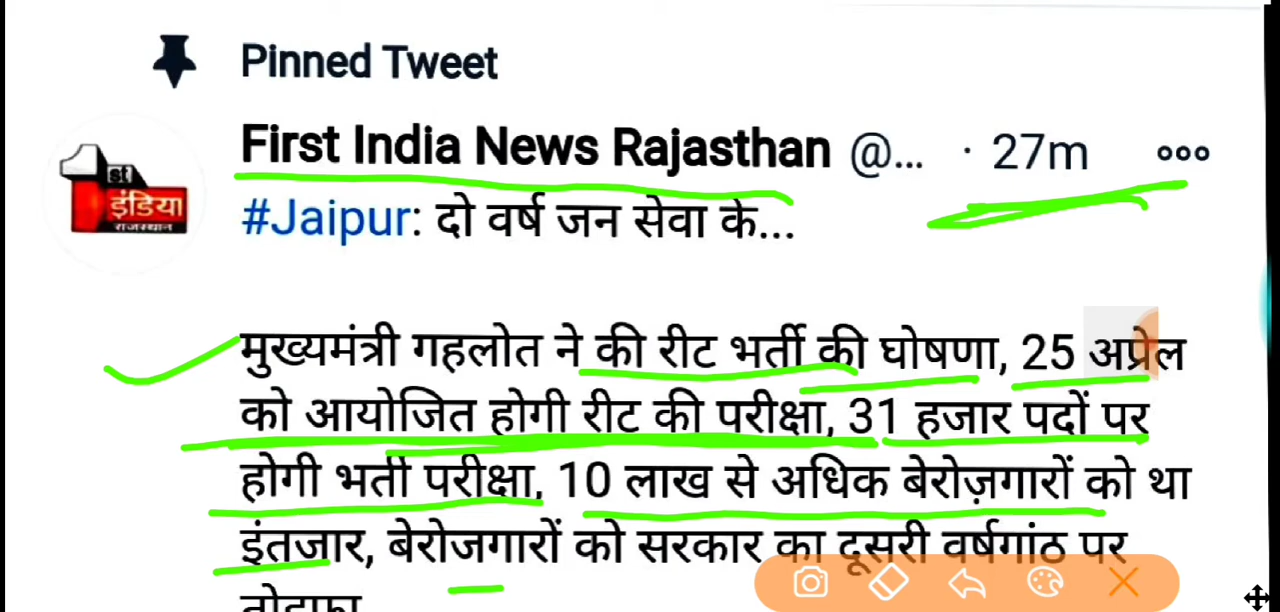 Pinned Tweet
First India News Rajasthan @... · 27m
1st
इंडिया
राजस्थान
#Jaipur: दो वर्ष जन सेवा के...
मुख्यमंत्री गहलोत ने की रीट भर्ती की घोषणा, 25 अप्रेल
को आयोजित होगी रीट की परीक्षा, 31 हजार पदों पर
होगी भर्ती परीक्षा, 10 लाख से अधिक बेरोज़गारों को था
इंतजार, बेरोजगारों को सरकार का दूसरी वर्षगांठ पर